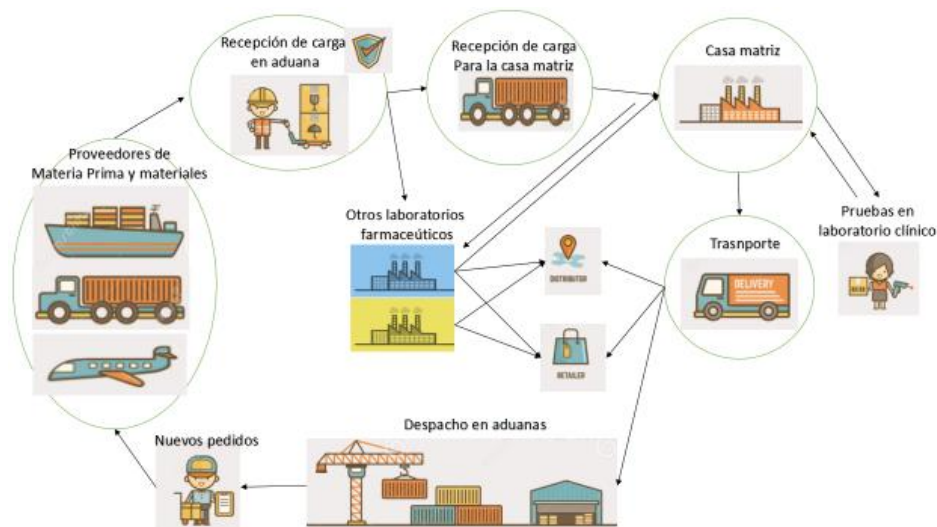 Recepción de carga
en aduana
Recepción de carga
Para la casa matriz
Casa matriz
Proveedores de
Materia Prima y materiales
Otros laboratorios
farmaceúticos
DISTRIBUTOR
RETAILER
Trasnporte
DELIVERY
Pruebas en
laboratorio clínico
Despacho en aduanas
Nuevos pedidos